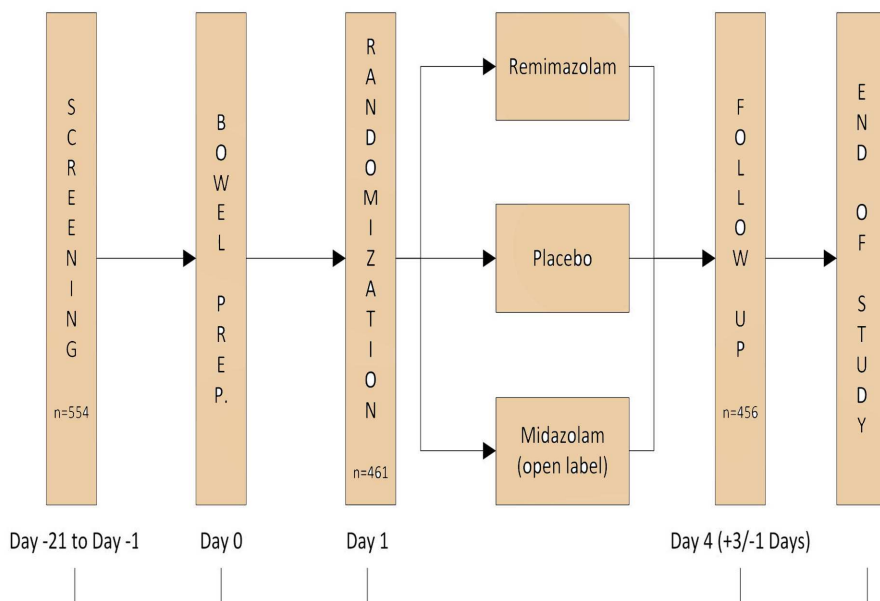 SCREENING
n=554
BOWEL PREP.
RANDOMIZATION
n=461
Remimazolam
Placebo
Midazolam
(open label)
FOLLOW UP
n=456
END OF STUDY
Day -21 to Day -1
Day 0
Day 1
Day 4 (+3/-1 Days)